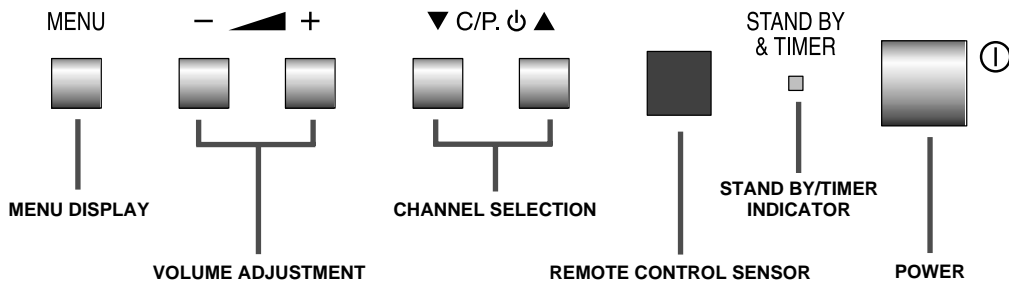 MENU
− +
▼ C/P. ⏻ ▲
STAND BY
& TIMER
MENU DISPLAY
CHANNEL SELECTION
STAND BY/TIMER
INDICATOR
VOLUME ADJUSTMENT
REMOTE CONTROL SENSOR
POWER